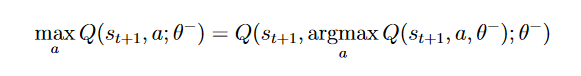 max_a Q(s_{t+1}, a; θ^−) = Q(s_{t+1}, argmax_a Q(s_{t+1}, a, θ^−); θ^−)